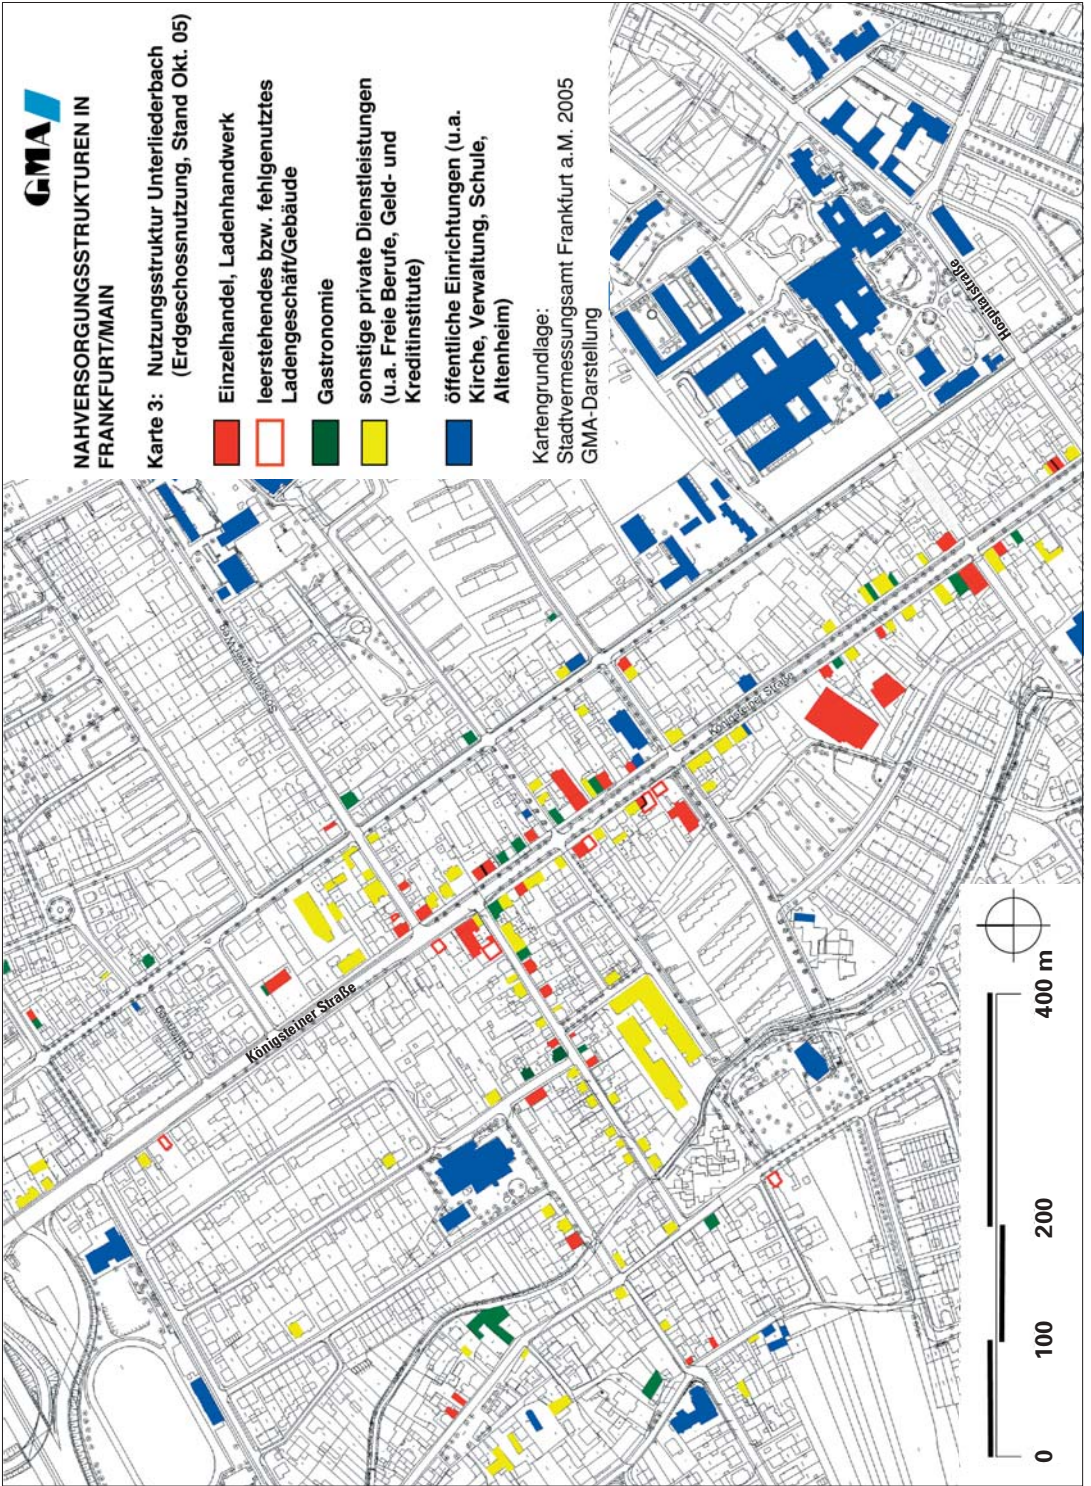 GMA
NAHVERSORGUNGSSTRUKTUREN IN
FRANKFURT/MAIN
Karte 3: Nutzungsstruktur Unterliederbach
(Erdgeschossnutzung, Stand Okt. 05)
Einzelhandel, Ladenhandwerk
leerstehendes bzw. fehlgenutztes
Ladengeschäft/Gebäude
Gastronomie
sonstige private Dienstleistungen
(u.a. Freie Berufe, Geld- und
Kreditinstitute)
öffentliche Einrichtungen (u.a.
Kirche, Verwaltung, Schule,
Altenheim)
Kartengrundlage:
Stadtvermessungsamt Frankfurt a.M. 2005
GMA-Darstellung
Königsteiner Straße
Königsteiner Straße
Hospitalstraße
0
100
200
400 m